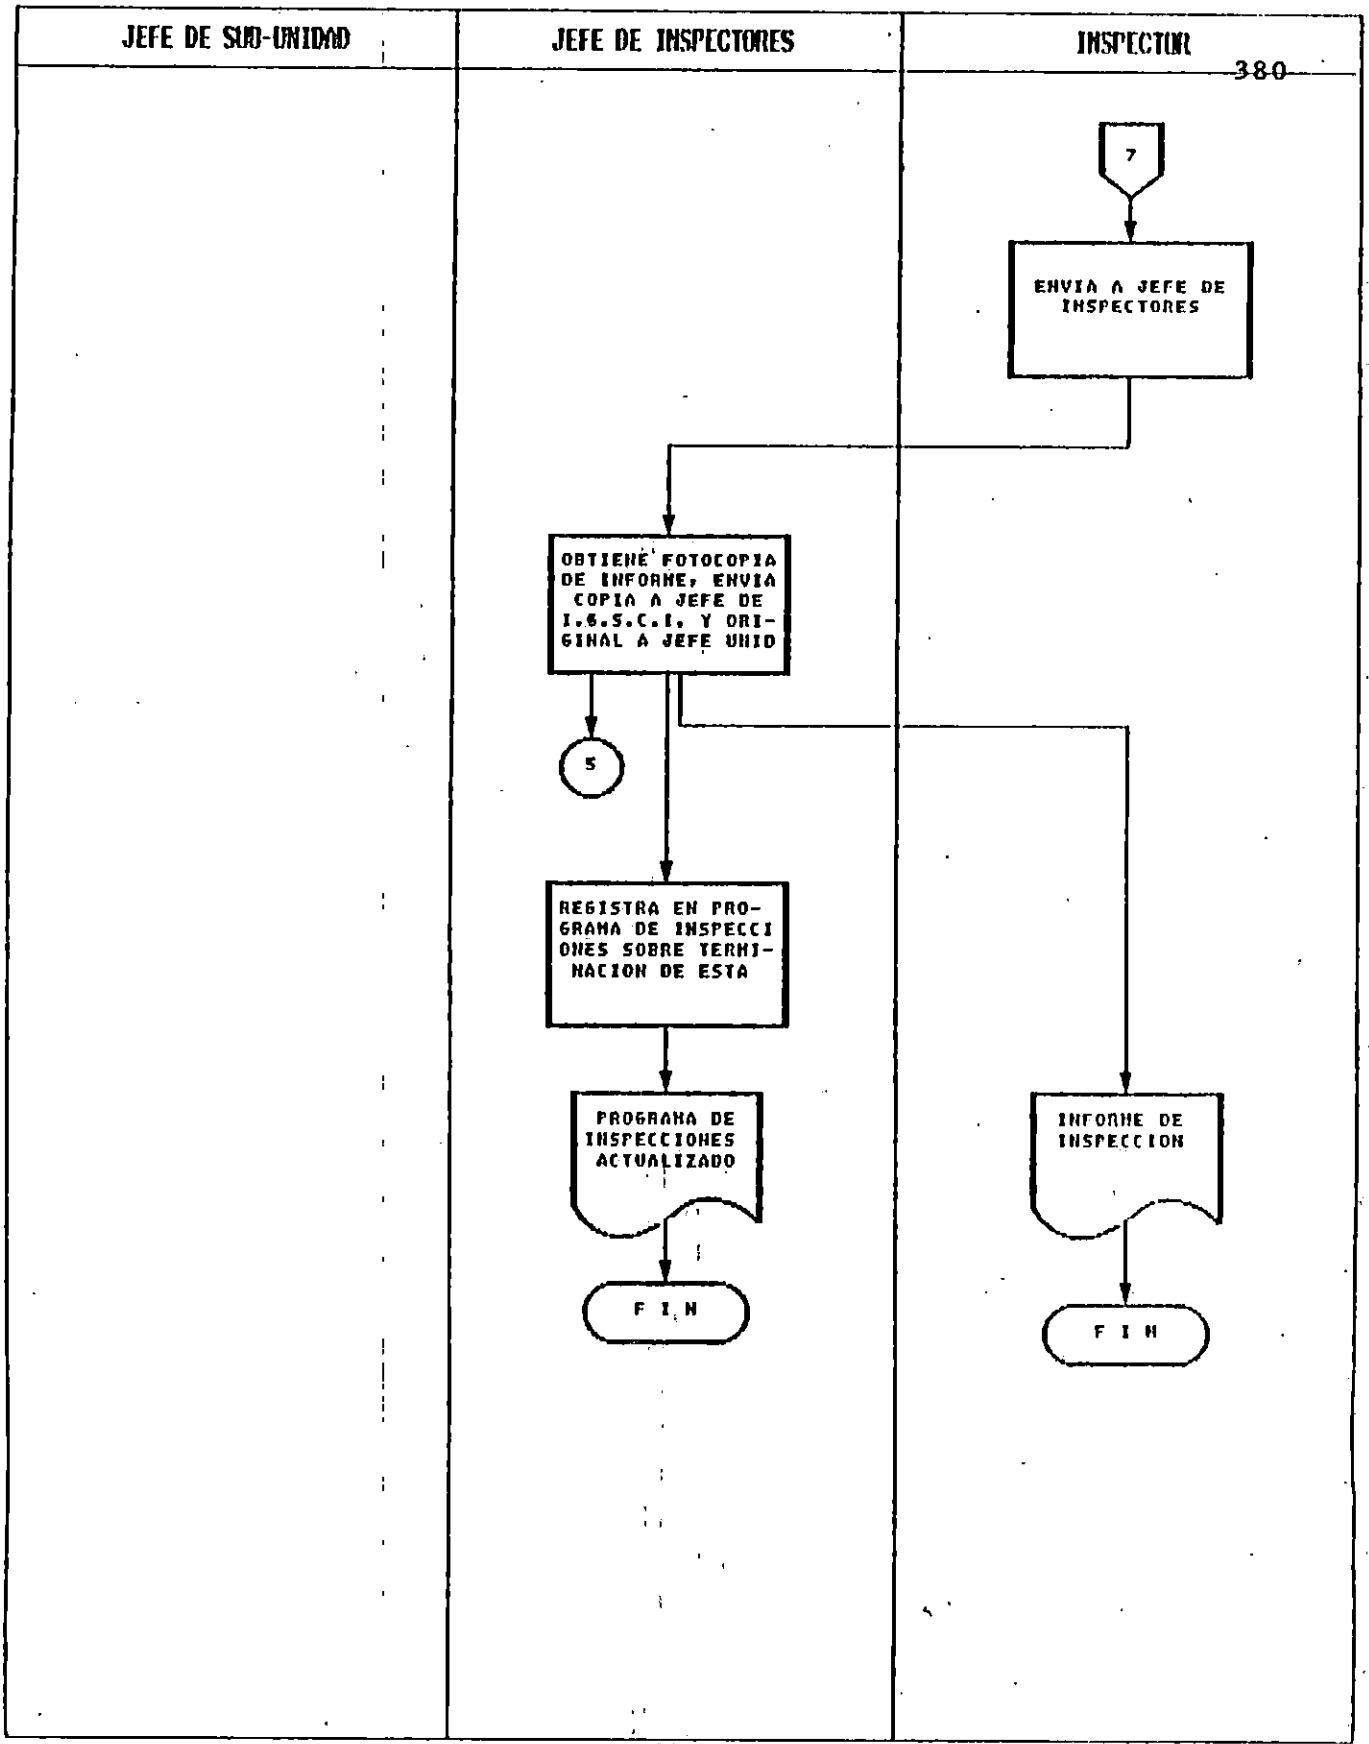 JEFE DE SUB-UNIDAD
JEFE DE INSPECTORES
INSPECTOR
380
7
ENVIA A JEFE DE
INSPECTORES
OBTIENE FOTOCOPIA
DE INFORME, ENVIA
COPIA A JEFE DE
I.G.S.C.I. Y ORI-
GINAL A JEFE UNID
5
REGISTRA EN PRO-
GRAMA DE INSPECCI
ONES SOBRE TERMI-
NACION DE ESTA
PROGRAMA DE
INSPECCIONES
ACTUALIZADO
INFORME DE
INSPECCION
F I N
F I N